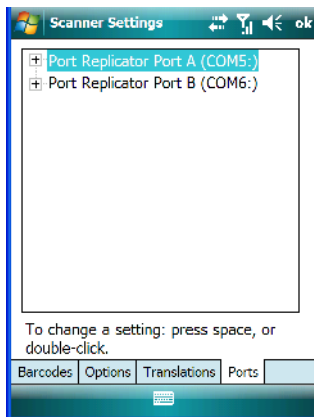 Scanner Settings ok
Port Replicator Port A (COM5:)
Port Replicator Port B (COM6:)
To change a setting: press space, or
double-click.
Barcodes Options Translations Ports